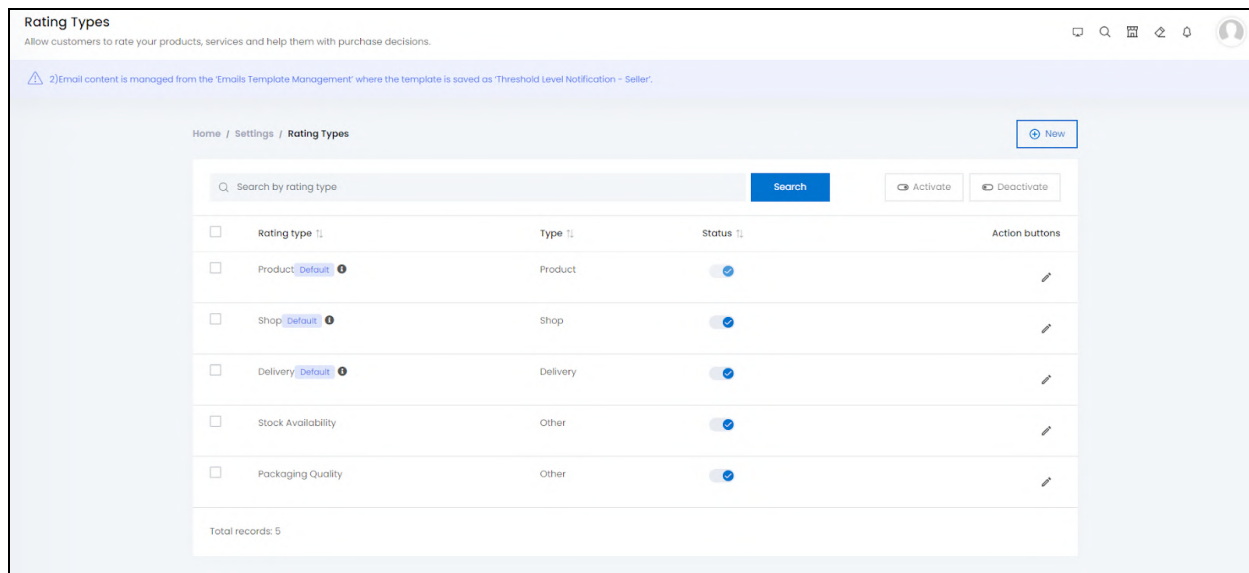 Rating Types
Allow customers to rate your products, services and help them with purchase decisions.
2)Email content is managed from the 'Emails Template Management' where the template is saved as 'Threshold Level Notification - Seller'.
Home / Settings / Rating Types
New
Search by rating type Search Activate Deactivate
Rating type Type Status Action buttons
Product Default Product
Shop Default Shop
Delivery Default Delivery
Stock Availability Other
Packaging Quality Other
Total records: 5